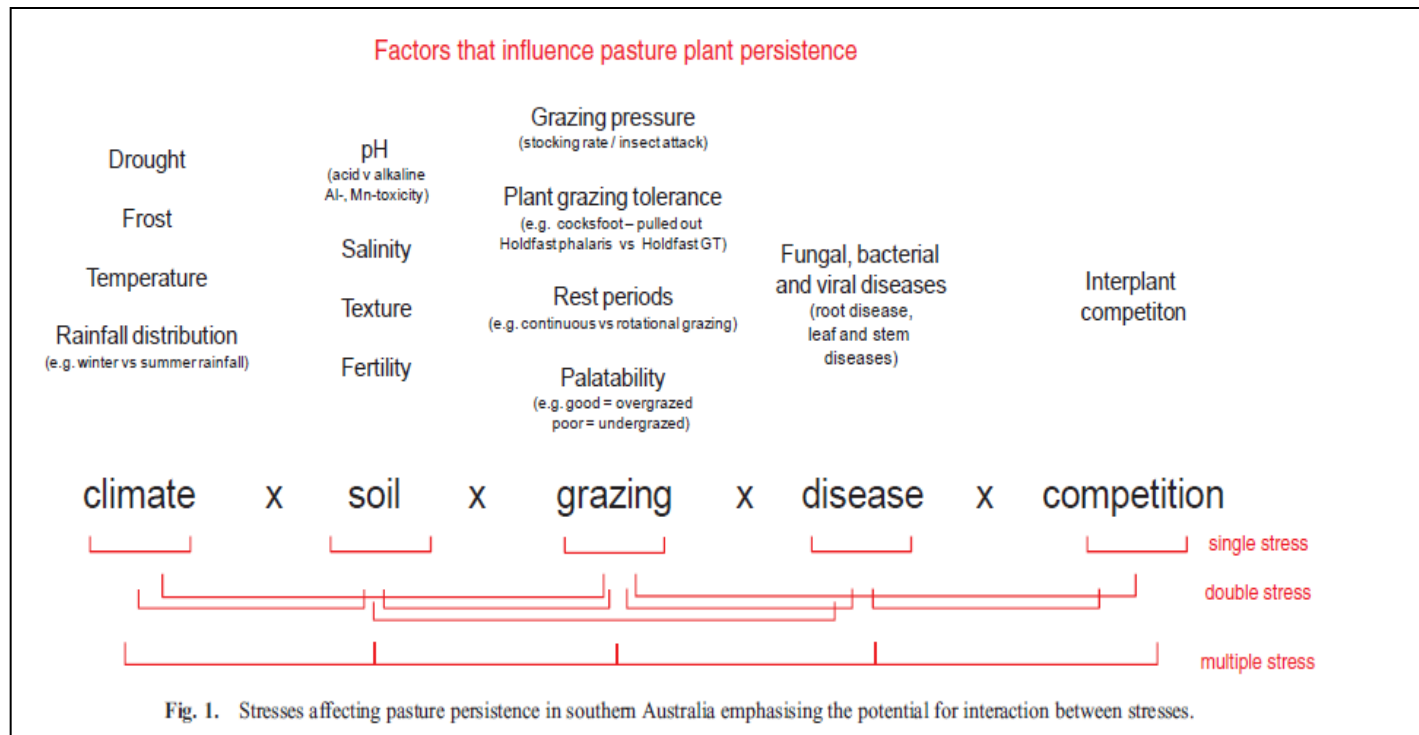 Factors that influence pasture plant persistence
Drought
Frost
Temperature
Rainfall distribution
(e.g. winter vs summer rainfall)
pH
(acid v alkaline
Al-, Mn-toxicity)
Salinity
Texture
Fertility
Grazing pressure
(stocking rate / insect attack)
Plant grazing tolerance
(e.g. cocksfoot – pulled out
Holdfast phalaris vs Holdfast GT)
Rest periods
(e.g. continuous vs rotational grazing)
Palatability
(e.g. good = overgrazed
poor = undergrazed)
Fungal, bacterial
and viral diseases
(root disease,
leaf and stem
diseases)
Interplant
competiton
climate x soil x grazing x disease x competition
single stress
double stress
multiple stress
Fig. 1. Stresses affecting pasture persistence in southern Australia emphasising the potential for interaction between stresses.